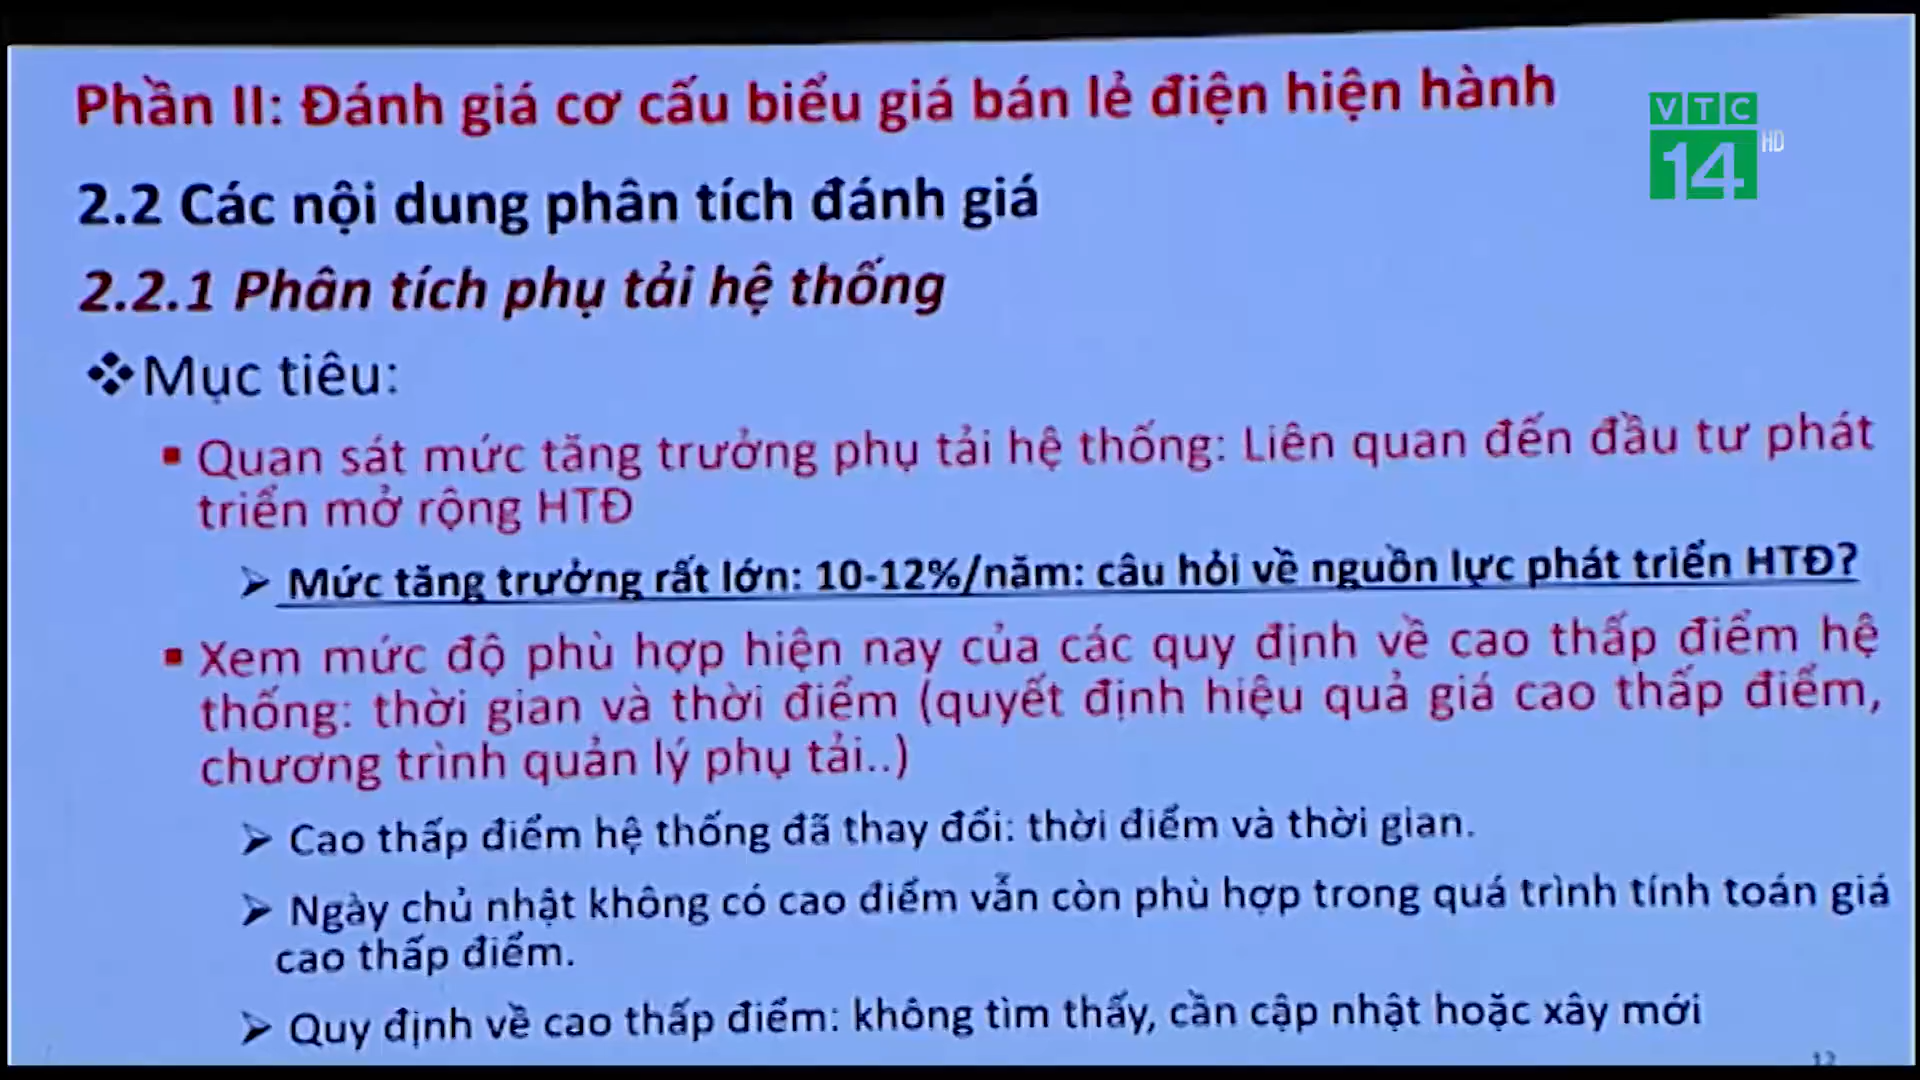 Phần II: Đánh giá cơ cấu biểu giá bán lẻ điện hiện hành
VTC
14 HD
2.2 Các nội dung phân tích đánh giá
2.2.1 Phân tích phụ tải hệ thống
❖Mục tiêu:
▪ Quan sát mức tăng trưởng phụ tải hệ thống: Liên quan đến đầu tư phát
triển mở rộng HTĐ
➢ Mức tăng trưởng rất lớn: 10-12%/năm: câu hỏi về nguồn lực phát triển HTĐ?
▪ Xem mức độ phù hợp hiện nay của các quy định về cao thấp điểm hệ
thống: thời gian và thời điểm (quyết định hiệu quả giá cao thấp điểm,
chương trình quản lý phụ tải..)
➢ Cao thấp điểm hệ thống đã thay đổi: thời điểm và thời gian.
➢ Ngày chủ nhật không có cao điểm vẫn còn phù hợp trong quá trình tính toán giá
cao thấp điểm.
➢ Quy định về cao thấp điểm: không tìm thấy, cần cập nhật hoặc xây mới
12